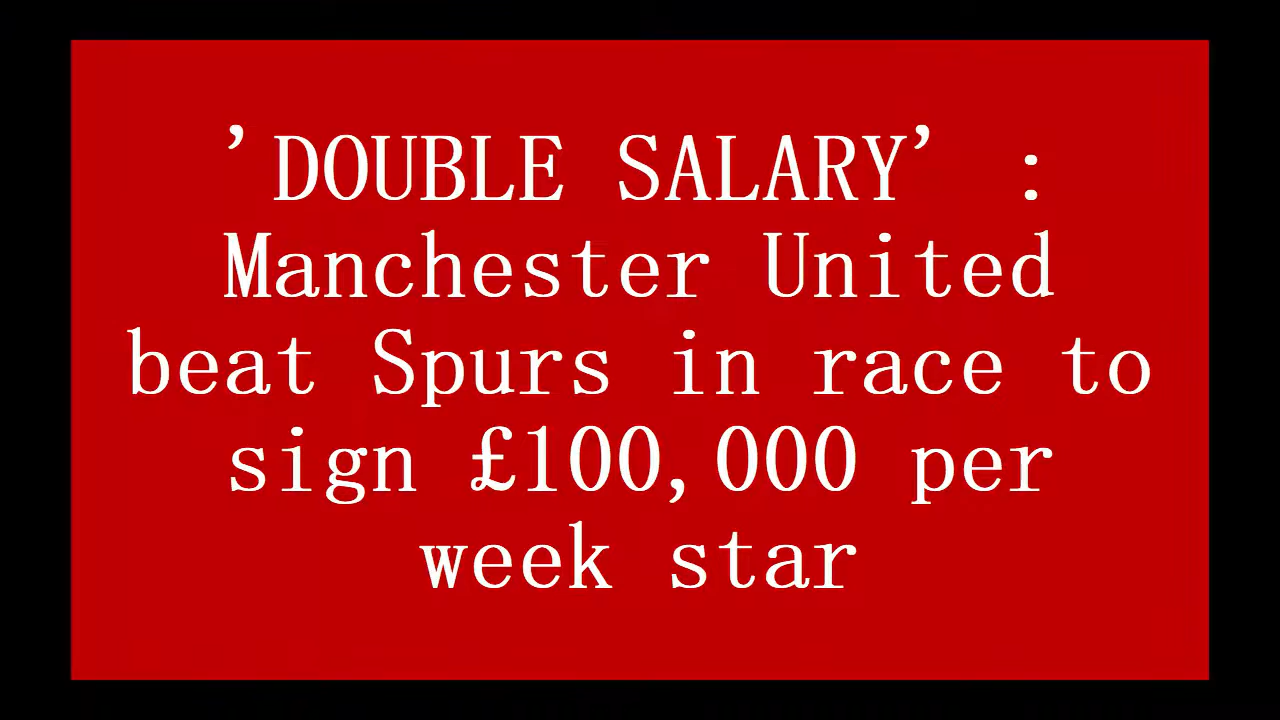 ’DOUBLE SALARY’ :
Manchester United
beat Spurs in race to
sign £100,000 per
week star